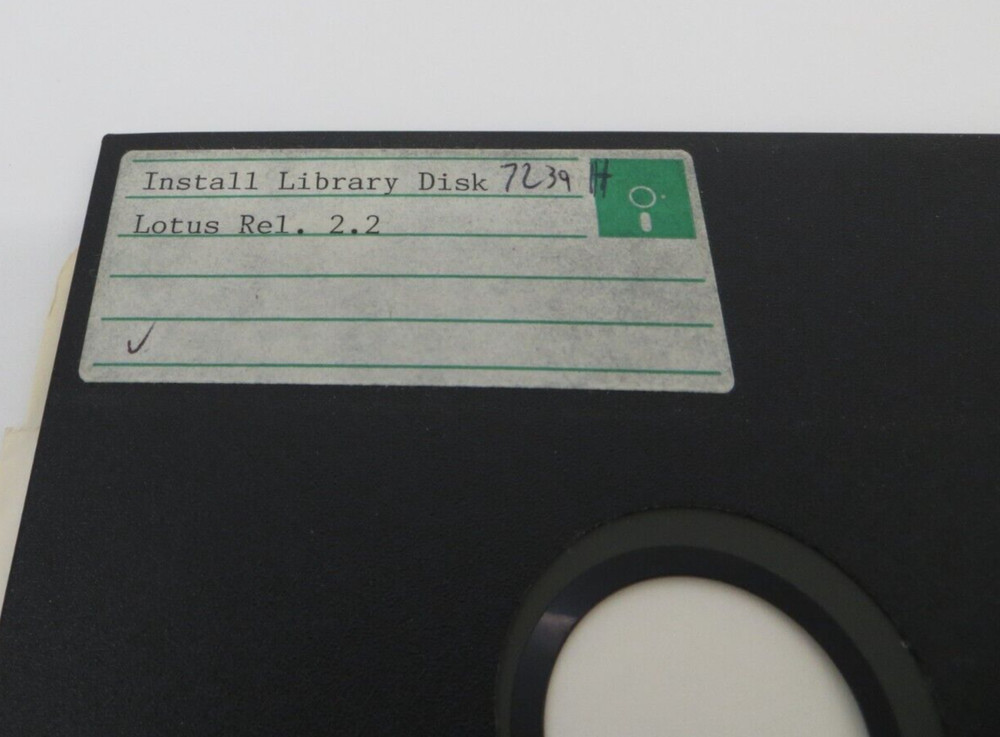 Install Library Disk 7239 H
Lotus Rel. 2.2